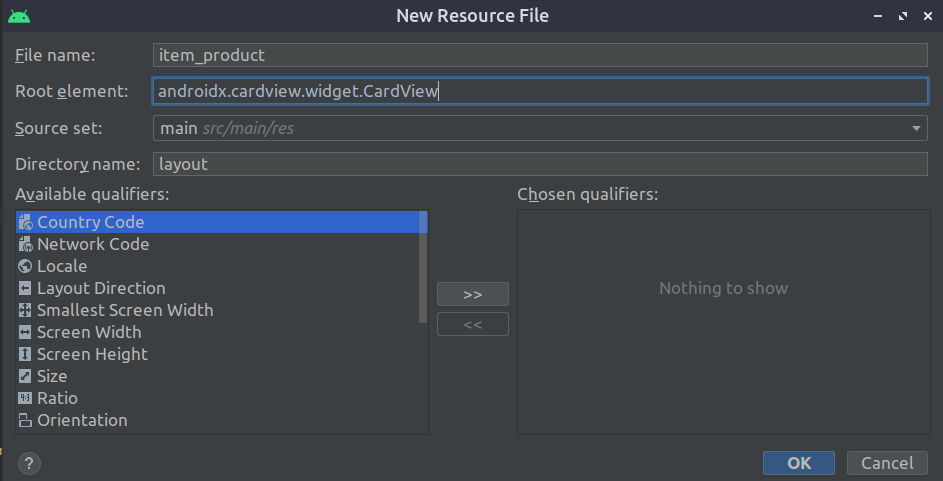 New Resource File
File name: item_product
Root element: androidx.cardview.widget.CardView
Source set: main src/main/res
Directory name: layout
Available qualifiers:
Country Code
Network Code
Locale
Layout Direction
Smallest Screen Width
Screen Width
Screen Height
Size
Ratio
Orientation
>>
<<
Chosen qualifiers:
Nothing to show
?
OK
Cancel